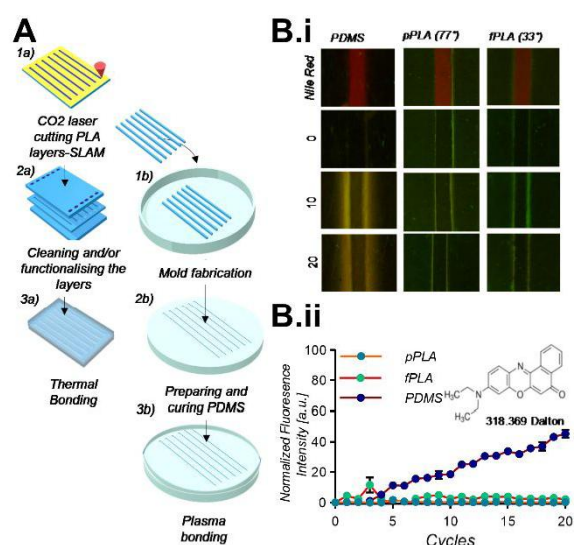 A
1a)
CO2 laser
cutting PLA
layers-SLAM
2a)
Cleaning and/or
functionalising the
layers
3a)
Thermal
Bonding
1b)
Mold fabrication
2b)
Preparing and
curing PDMS
3b)
Plasma
bonding
B.i
PDMS
pPLA (77°)
fPLA (33°)
Nile Red
0
10
20
B.ii
Normalized Fluorescence
Intensity [a.u.]
100
80
60
40
20
0
pPLA
fPLA
PDMS
H3C
N
O
N
O
CH3
318.369 Dalton
0
5
10
15
20
Cycles